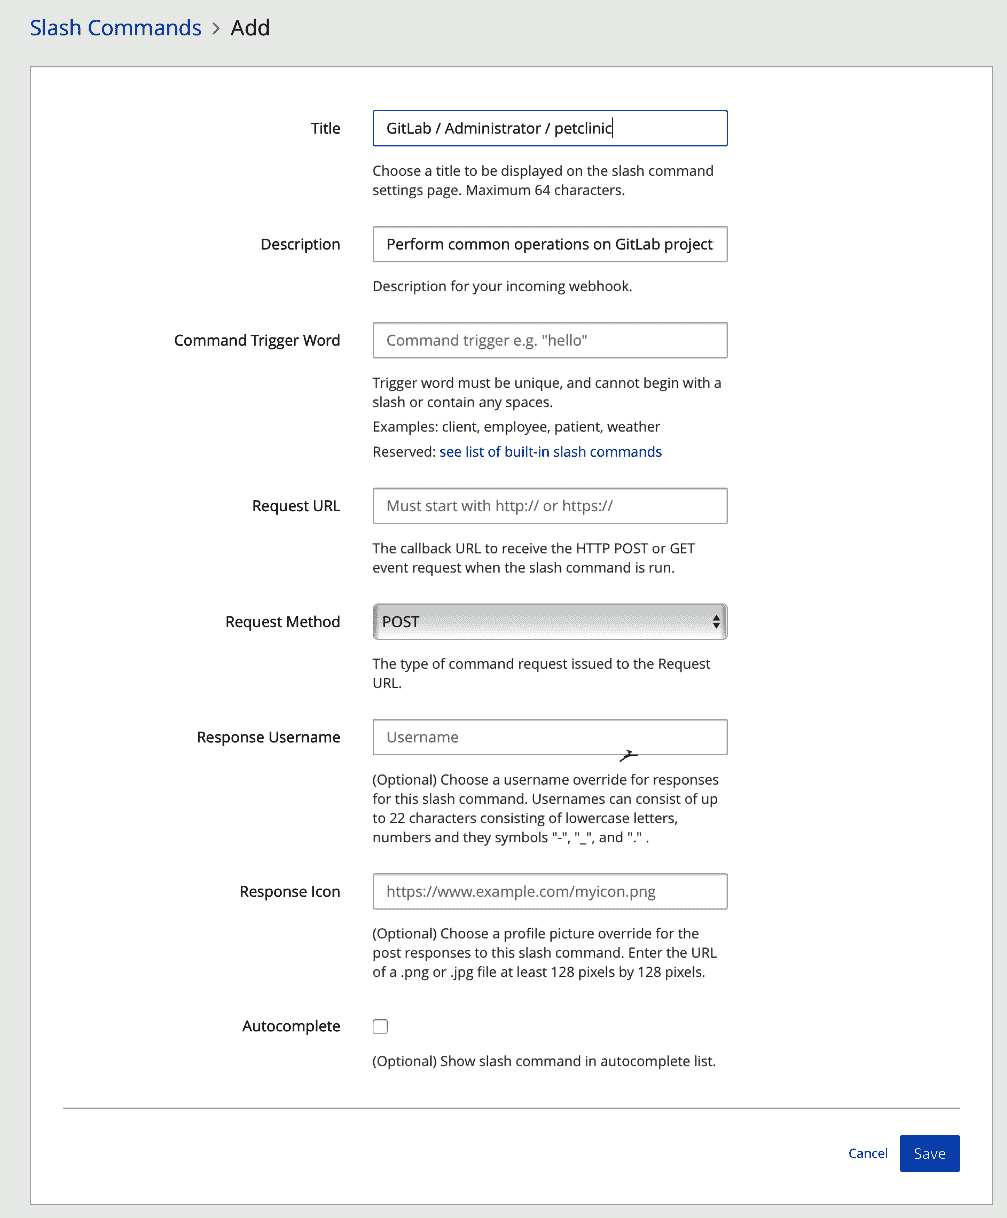 Slash Commands > Add
Title
GitLab / Administrator / petclinic
Choose a title to be displayed on the slash command
settings page. Maximum 64 characters.
Description
Perform common operations on GitLab project
Description for your incoming webhook.
Command Trigger Word
Command trigger e.g. "hello"
Trigger word must be unique, and cannot begin with a
slash or contain any spaces.
Examples: client, employee, patient, weather
Reserved: see list of built-in slash commands
Request URL
Must start with http:// or https://
The callback URL to receive the HTTP POST or GET
event request when the slash command is run.
Request Method
POST
The type of command request issued to the Request
URL.
Response Username
Username
(Optional) Choose a username override for responses
for this slash command. Usernames can consist of up
to 22 characters consisting of lowercase letters,
numbers and they symbols "-", "_", and "." .
Response Icon
https://www.example.com/myicon.png
(Optional) Choose a profile picture override for the
post responses to this slash command. Enter the URL
of a .png or .jpg file at least 128 pixels by 128 pixels.
Autocomplete
(Optional) Show slash command in autocomplete list.
Cancel
Save